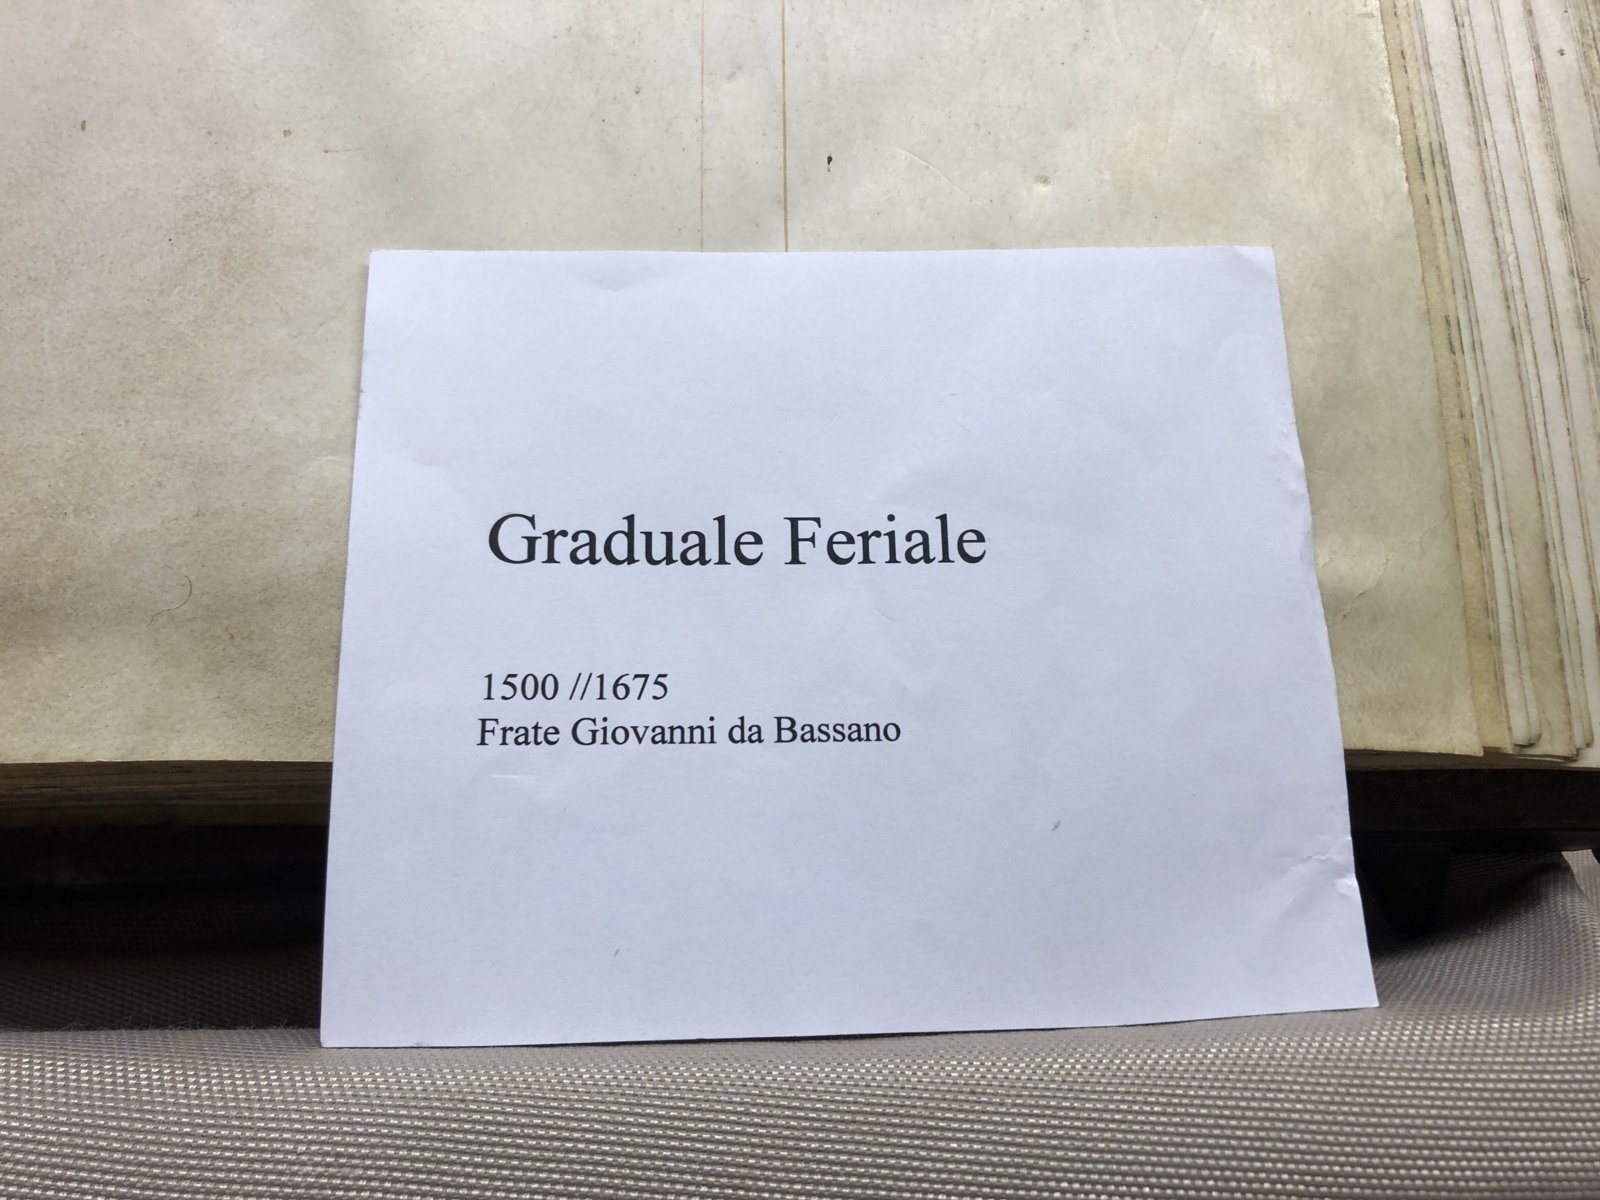 Graduale Feriale
1500 //1675
Frate Giovanni da Bassano